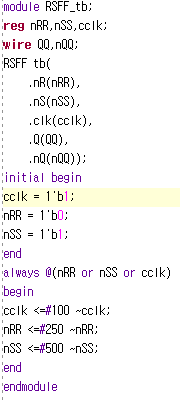 module RSFF_tb;
reg nRR,nSS,cclk;
wire QQ,nQQ;
RSFF tb(
.nR(nRR),
.nS(nSS),
.clk(cclk),
.Q(QQ),
.nQ(nQQ));
initial begin
cclk = 1'b1;
nRR = 1'b0;
nSS = 1'b1;
end
always @(nRR or nSS or cclk)
begin
cclk <=#100 ~cclk;
nRR <=#250 ~nRR;
nSS <=#500 ~nSS;
end
endmodule